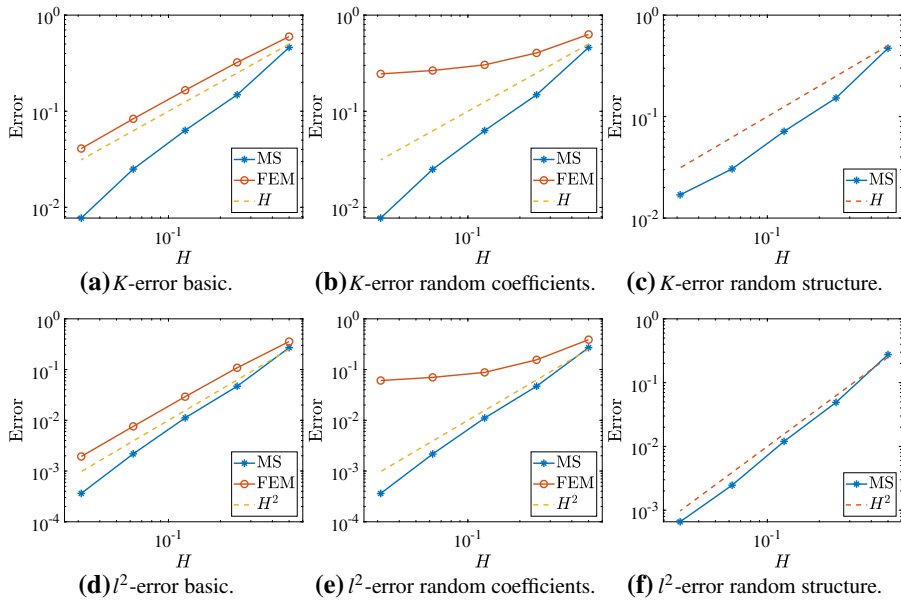 10^0
10^-1
10^-2
Error
10^-1
H
MS
FEM
H
(a) K-error basic.
10^0
10^-1
10^-2
Error
10^-1
H
MS
FEM
H
(b) K-error random coefficients.
10^0
10^-1
10^-2
Error
10^-1
H
MS
H
(c) K-error random structure.
10^0
10^-1
10^-2
10^-3
10^-4
Error
10^-1
H
MS
FEM
H^2
(d) l^2-error basic.
10^0
10^-1
10^-2
10^-3
10^-4
Error
10^-1
H
MS
FEM
H^2
(e) l^2-error random coefficients.
10^0
10^-1
10^-2
10^-3
Error
10^-1
H
MS
H^2
(f) l^2-error random structure.